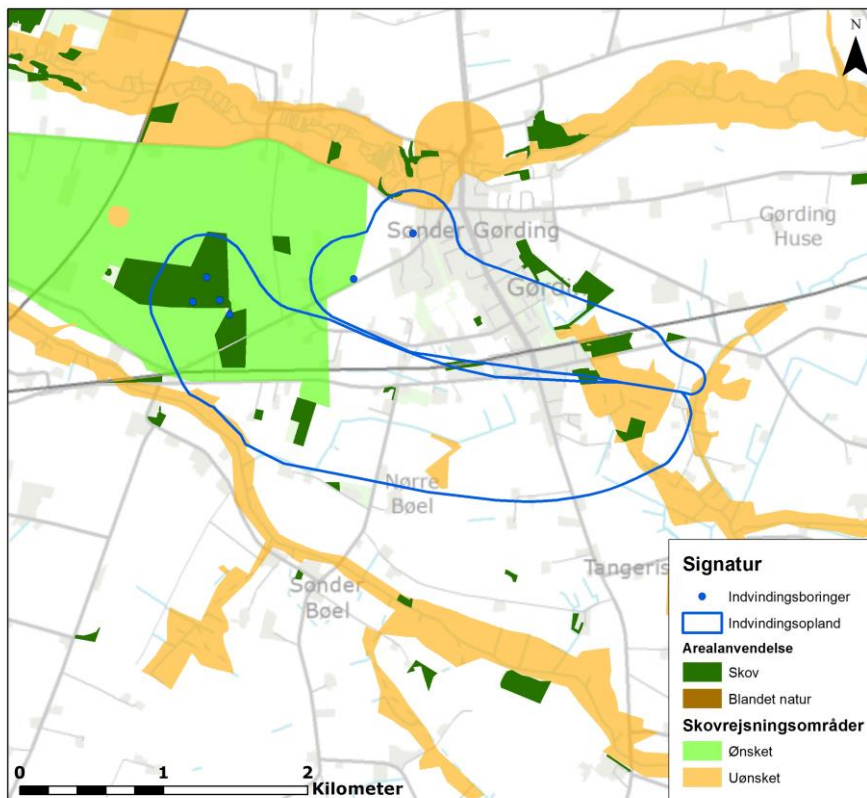 N
Sønder Gørding
Gørding
Huse
Gørdi
Nørre
Bøel
Sønder
Bøel
Tangeris
Signatur
Indvindingsboringer
Indvindingsopland
Arealanvendelse
Skov
Blandet natur
Skovrejsningsområder
Ønsket
Uønsket
0 1 2
Kilometer